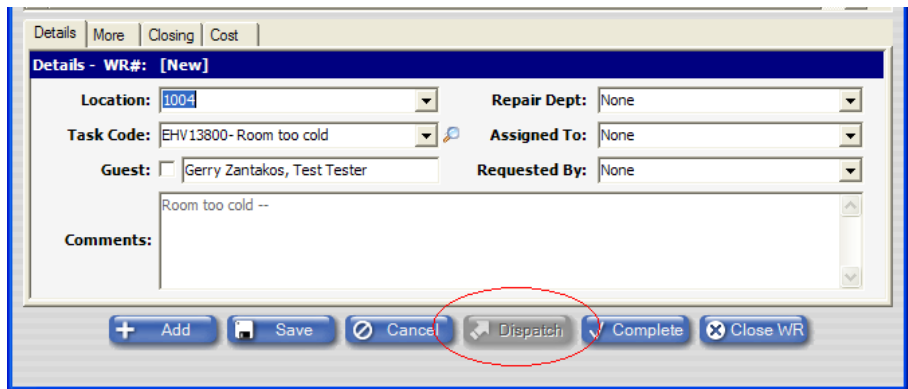 Details More Closing Cost
Details - WR#: [New]
Location: 1004 Repair Dept: None
Task Code: EHV13800- Room too cold Assigned To: None
Guest: Gerry Zantakos, Test Tester Requested By: None
Room too cold --
Comments:
Add Save Cancel Dispatch Complete Close WR